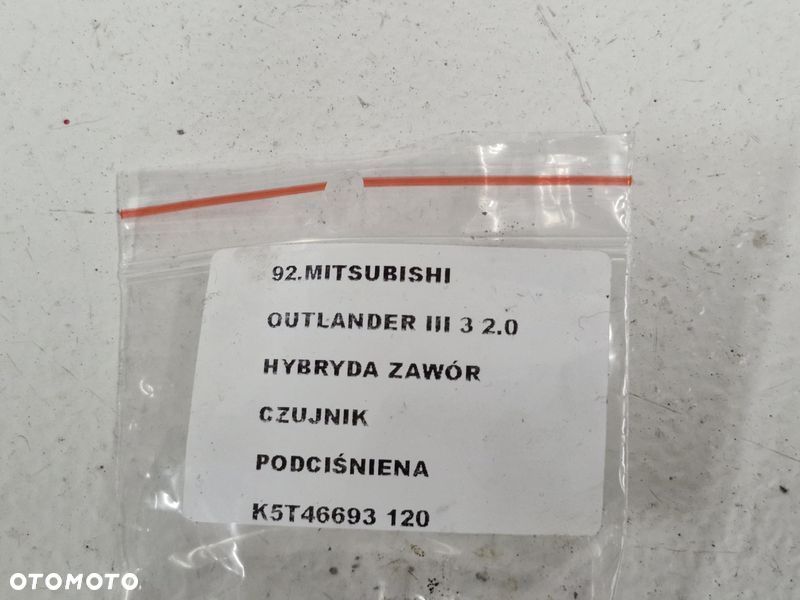 92.MITSUBISHI
OUTLANDER III 3 2.0
HYBRYDA ZAWÓR
CZUJNIK
PODCIŚNIENA
K5T46693 120
OTOMOTO